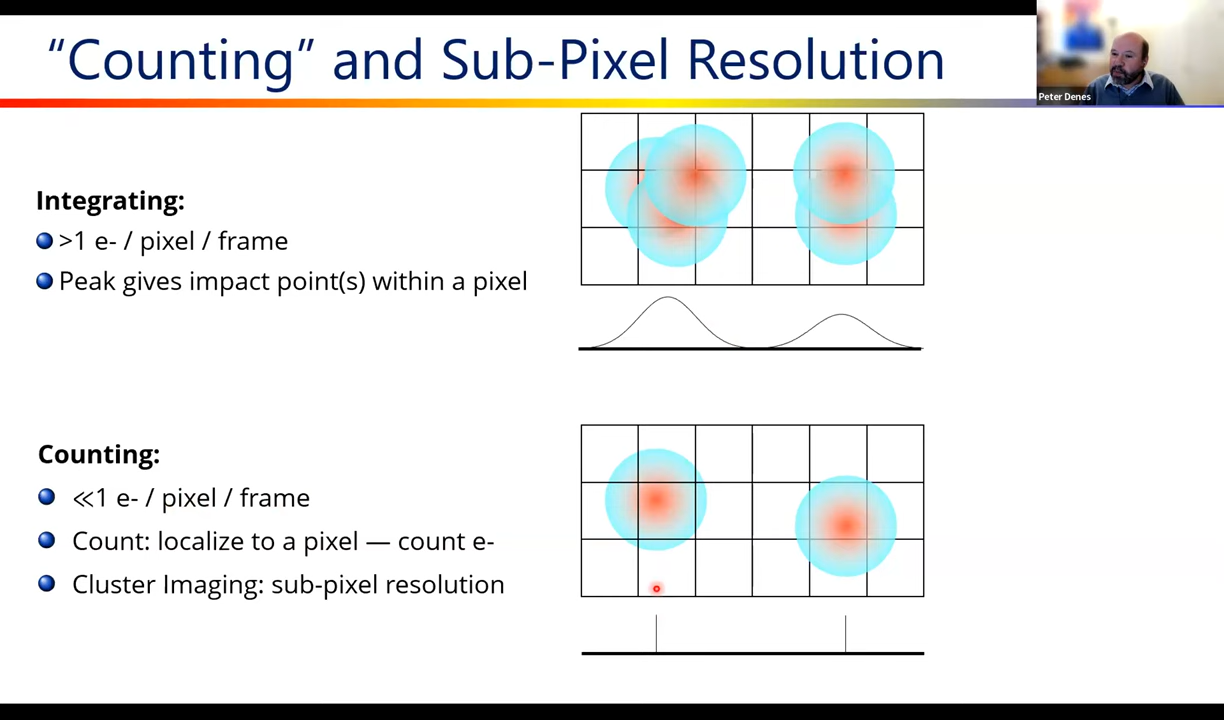 “Counting” and Sub-Pixel Resolution
Peter Denes
Integrating:
>1 e- / pixel / frame
Peak gives impact point(s) within a pixel
Counting:
≪1 e- / pixel / frame
Count: localize to a pixel — count e-
Cluster Imaging: sub-pixel resolution